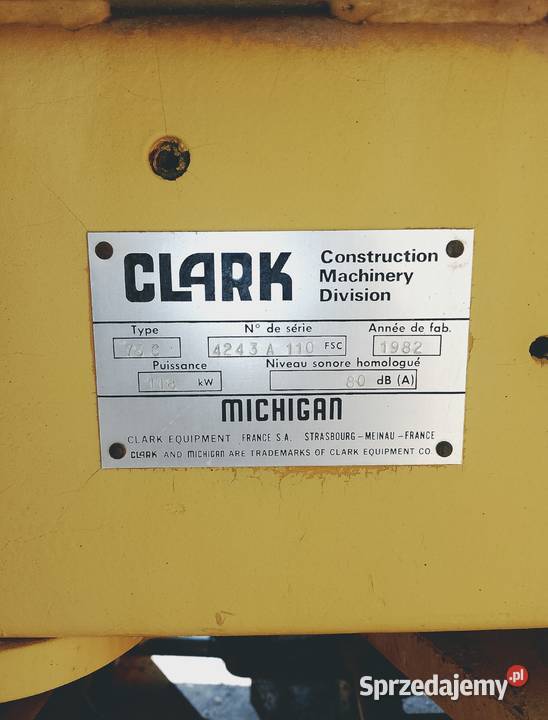 CLARK Construction
Machinery
Division
Type N° de série Année de fab.
4243 A 110 FSC 1982
Puissance Niveau sonore homologué
kW 80 dB (A)
MICHIGAN
CLARK EQUIPMENT FRANCE S.A. STRASBOURG – MEINAU – FRANCE
CLARK AND MICHIGAN ARE TRADEMARKS OF CLARK EQUIPMENT CO.
Sprzedajemy.pl